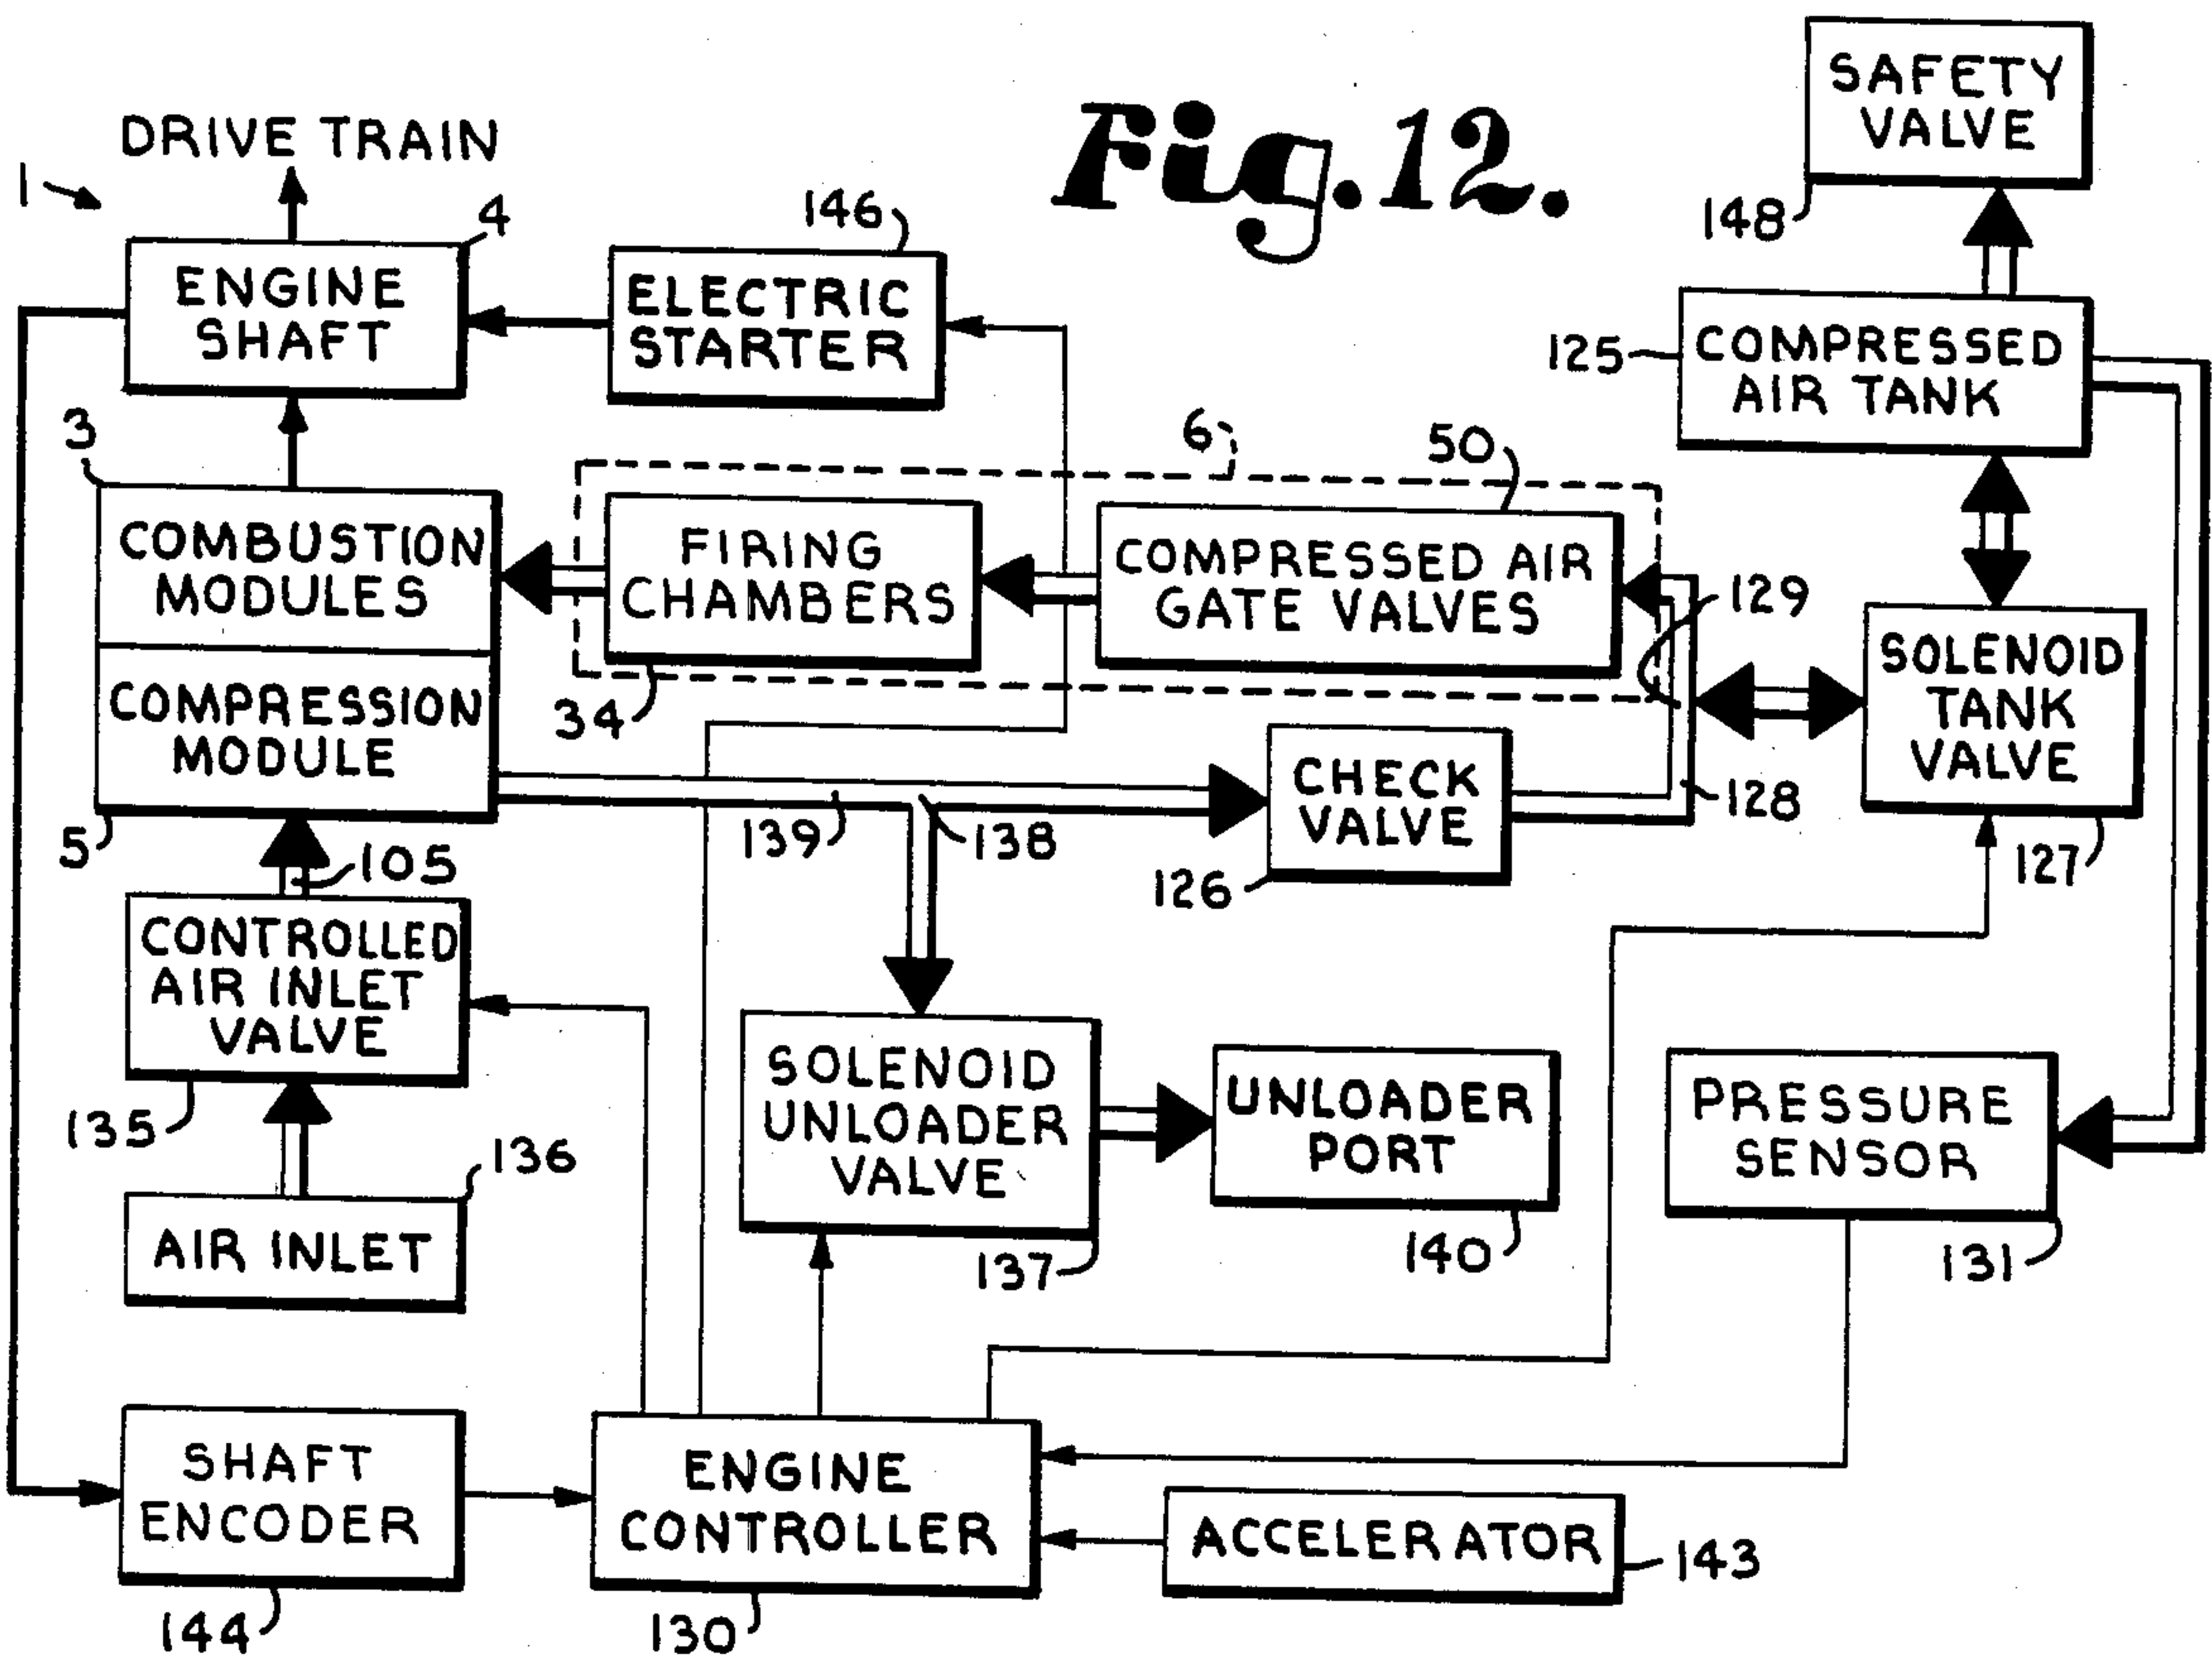 Fig.12.
SAFETY
VALVE
148
DRIVE TRAIN
1
4
ENGINE
SHAFT
146
ELECTRIC
STARTER
125
COMPRESSED
AIR TANK
3
COMBUSTION
MODULES
6
FIRING
CHAMBERS
34
50
COMPRESSED AIR
GATE VALVES
129
SOLENOID
TANK
VALVE
127
COMPRESSION
MODULE
5
105
139
138
CHECK
VALVE
126
128
CONTROLLED
AIR INLET
VALVE
135
136
AIR INLET
SOLENOID
UNLOADER
VALVE
137
UNLOADER
PORT
140
PRESSURE
SENSOR
131
SHAFT
ENCODER
144
ENGINE
CONTROLLER
130
ACCELERATOR
143